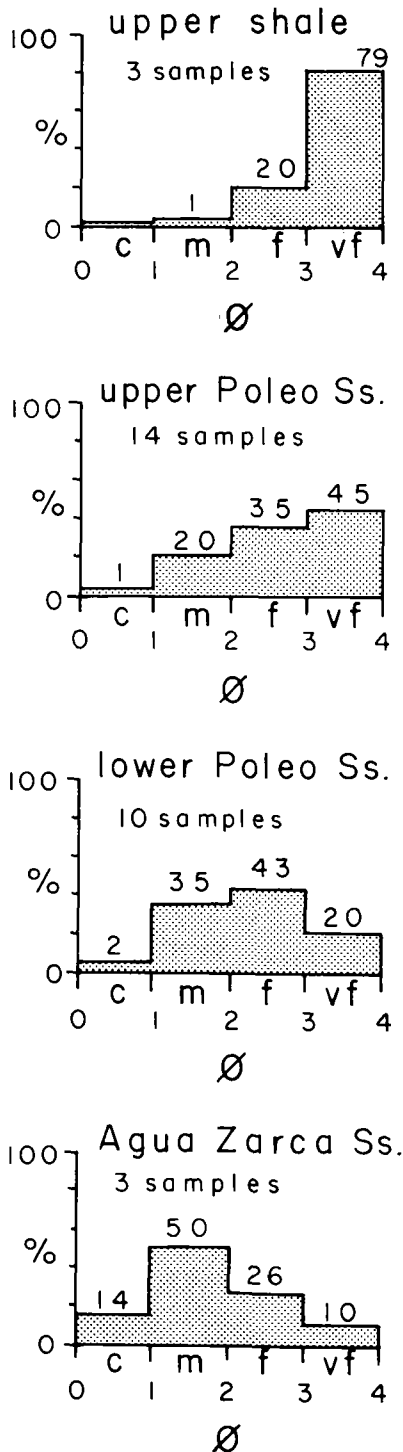 upper shale
3 samples
100
%
0
1
20
79
c m f vf
0 1 2 3 4
Ø
upper Poleo Ss.
14 samples
100
%
0
1
20
35
45
c m f vf
0 1 2 3 4
Ø
lower Poleo Ss.
10 samples
100
%
0
2
35
43
20
c m f vf
0 1 2 3 4
Ø
Agua Zarca Ss.
3 samples
100
%
0
14
50
26
10
c m f vf
0 1 2 3 4
Ø